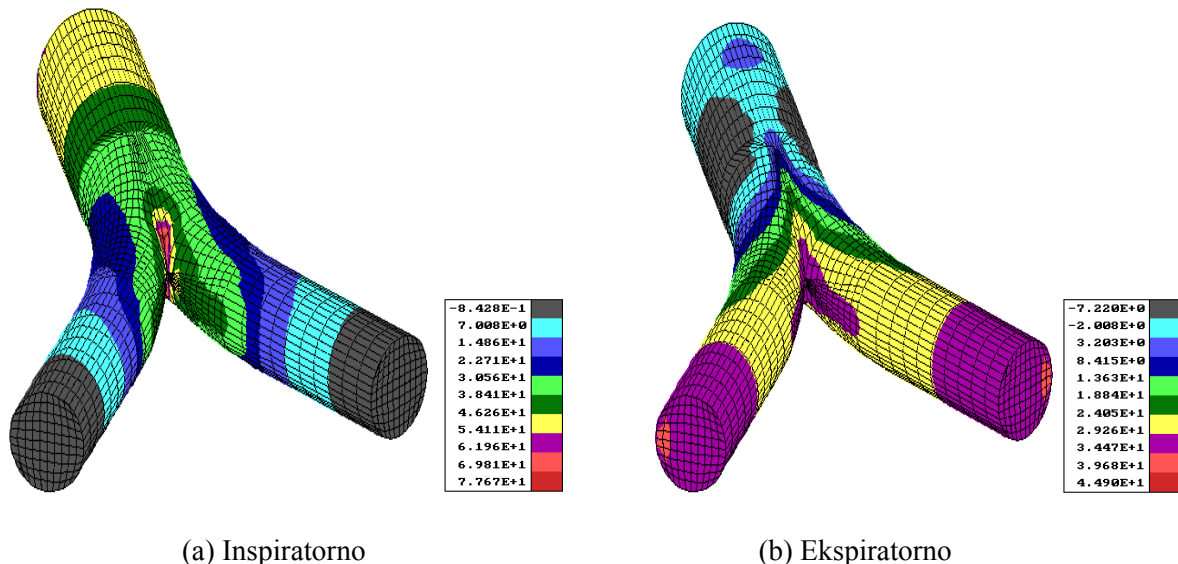 -8.428E-1
7.008E+0
1.486E+1
2.271E+1
3.056E+1
3.841E+1
4.626E+1
5.411E+1
6.196E+1
6.981E+1
7.767E+1
-7.220E+0
-2.008E+0
3.203E+0
8.415E+0
1.363E+1
1.884E+1
2.405E+1
2.926E+1
3.447E+1
3.968E+1
4.490E+1
(a) Inspiratorno
(b) Ekspiratorno